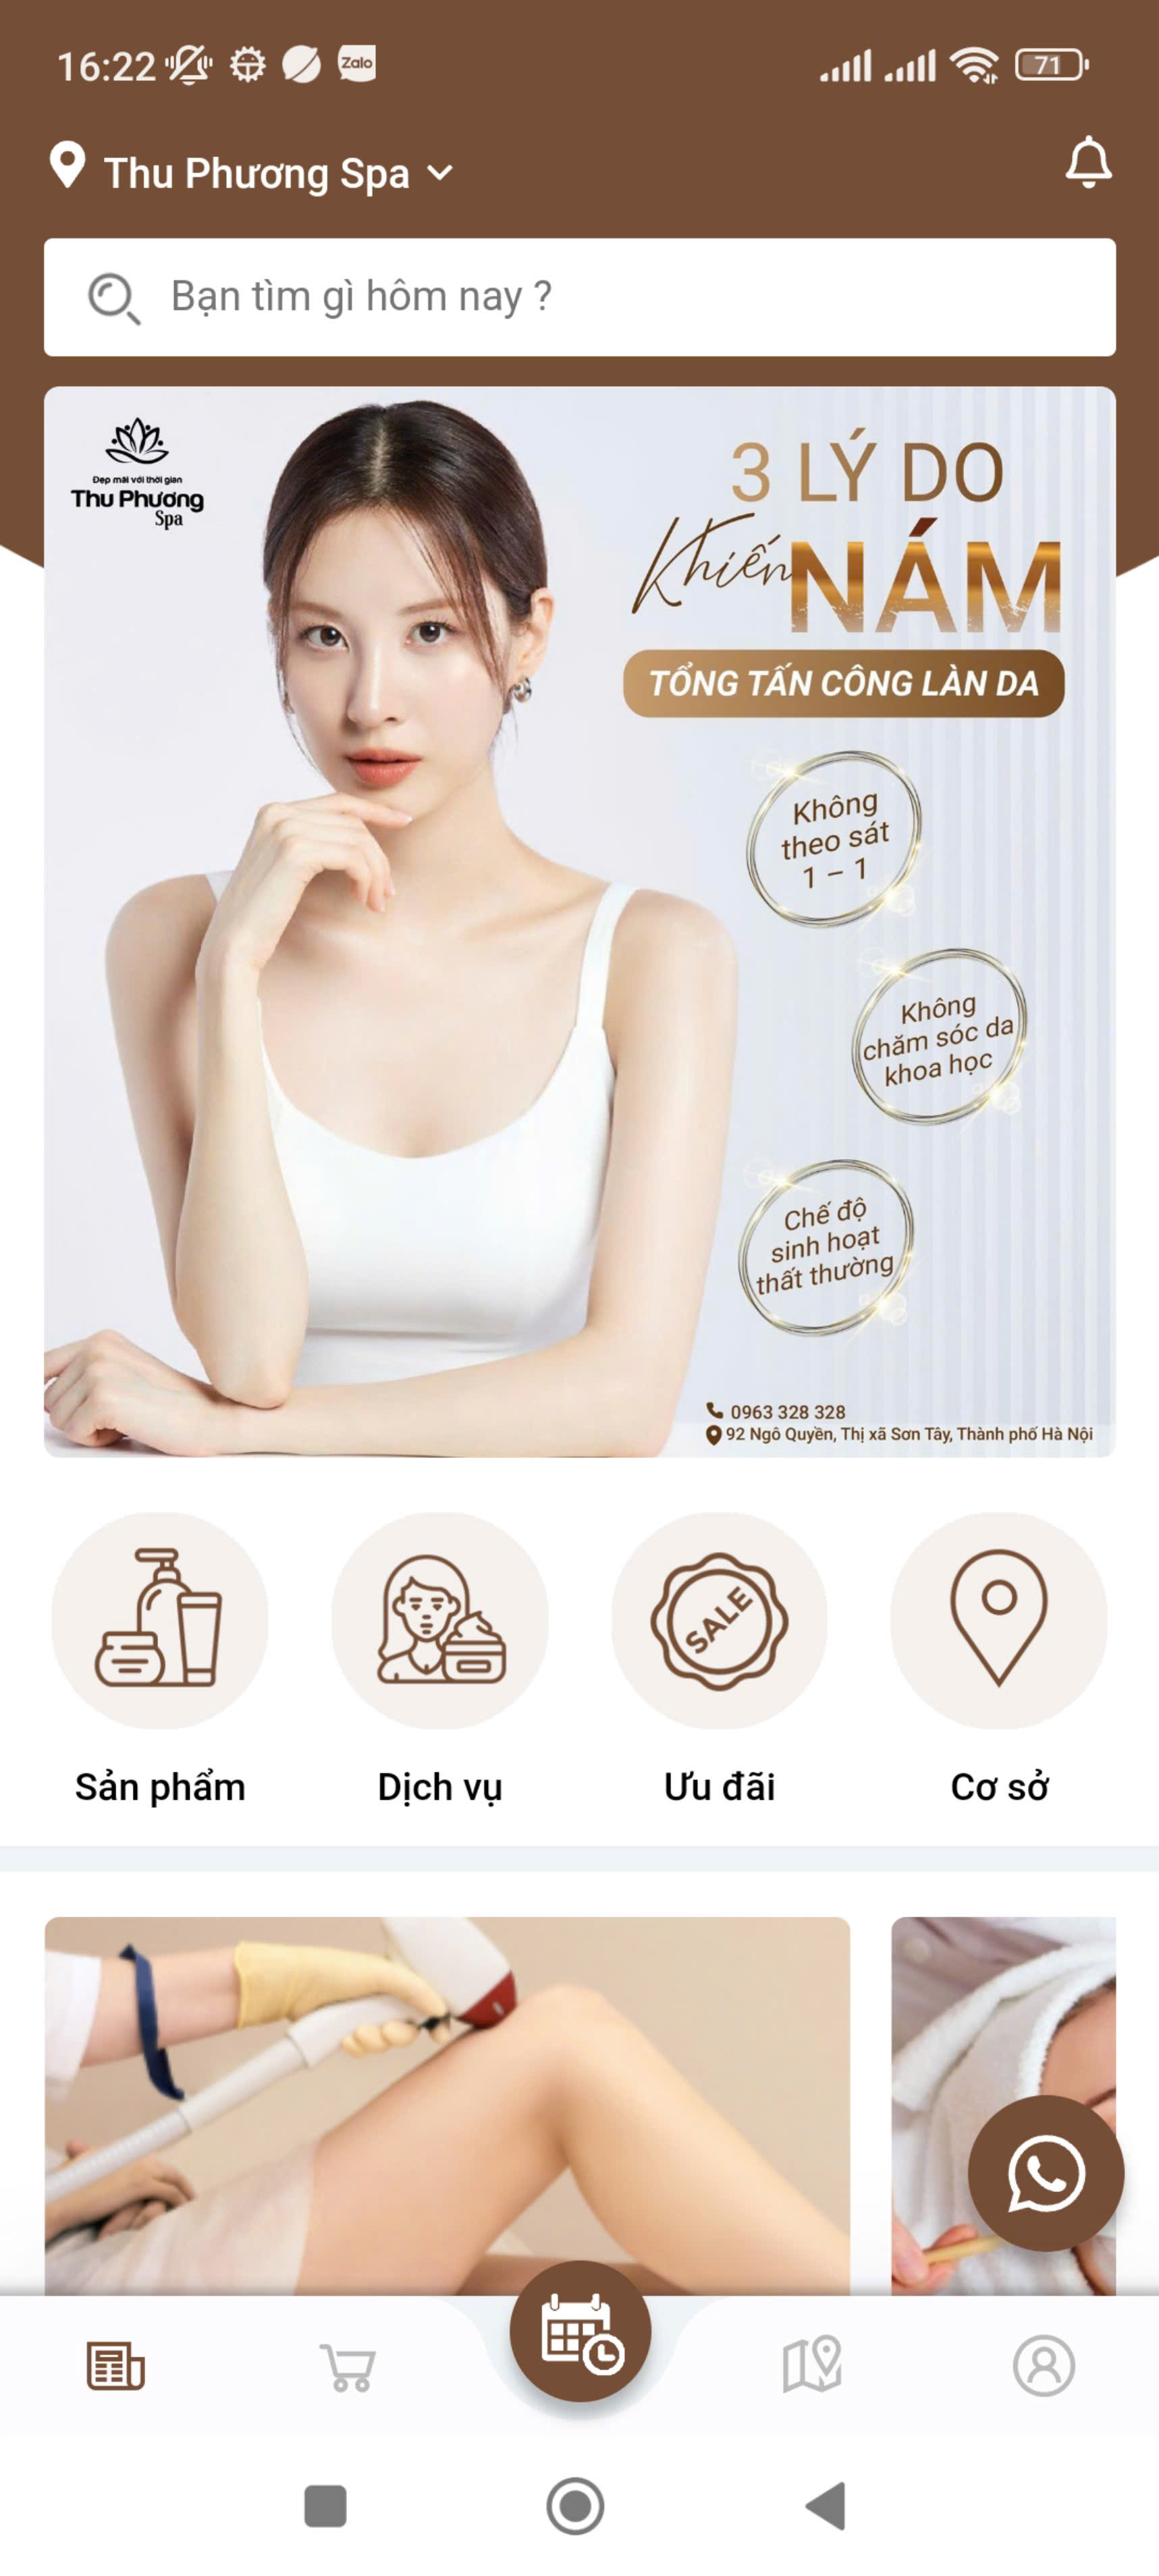 16:22
Zalo
71
Thu Phương Spa
Bạn tìm gì hôm nay ?
Đẹp mãi với thời gian
Thu Phương
Spa
3 LÝ DO
Khiến NÁM
TỔNG TẤN CÔNG LÀN DA
Không
theo sát
1 – 1
Không
chăm sóc da
khoa học
Chế độ
sinh hoạt
thất thường
0963 328 328
92 Ngô Quyền, Thị xã Sơn Tây, Thành phố Hà Nội
SALE
Sản phẩm
Dịch vụ
Ưu đãi
Cơ sở